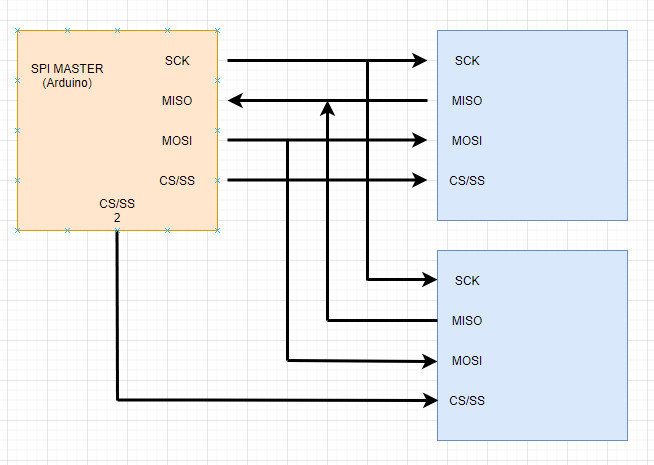 SPI MASTER
(Arduino)
SCK
MISO
MOSI
CS/SS
CS/SS
2
SCK
MISO
MOSI
CS/SS
SCK
MISO
MOSI
CS/SS